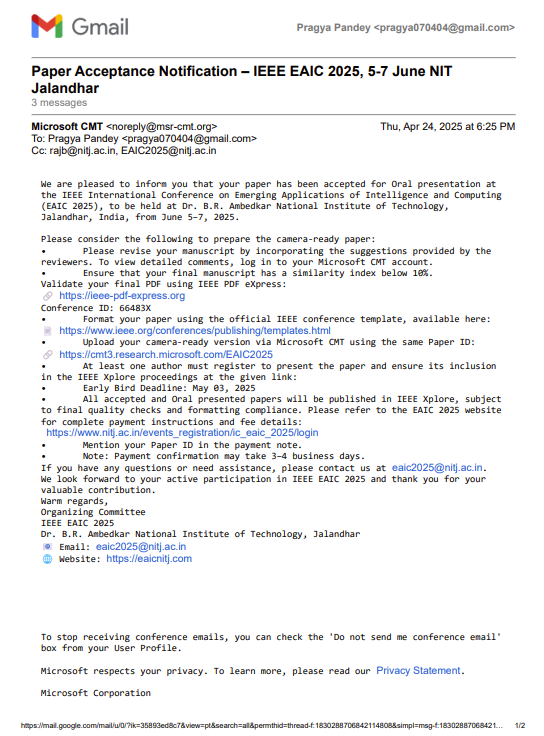 Gmail
Pragya Pandey <pragya070404@gmail.com>
Paper Acceptance Notification – IEEE EAIC 2025, 5-7 June NIT
Jalandhar
3 messages
Microsoft CMT <noreply@msr-cmt.org> Thu, Apr 24, 2025 at 6:25 PM
To: Pragya Pandey <pragya070404@gmail.com>
Cc: rajb@nitj.ac.in, EAIC2025@nitj.ac.in
We are pleased to inform you that your paper has been accepted for Oral presentation at
the IEEE International Conference on Emerging Applications of Intelligence and Computing
(EAIC 2025), to be held at Dr. B.R. Ambedkar National Institute of Technology,
Jalandhar, India, from June 5–7, 2025.
Please consider the following to prepare the camera-ready paper:
• Please revise your manuscript by incorporating the suggestions provided by the
reviewers. To view detailed comments, log in to your Microsoft CMT account.
• Ensure that your final manuscript has a similarity index below 10%.
Validate your final PDF using IEEE PDF eXpress:
https://ieee-pdf-express.org
Conference ID: 66483X
• Format your paper using the official IEEE conference template, available here:
https://www.ieee.org/conferences/publishing/templates.html
• Upload your camera-ready version via Microsoft CMT using the same Paper ID:
https://cmt3.research.microsoft.com/EAIC2025
• At least one author must register to present the paper and ensure its inclusion
in the IEEE Xplore proceedings at the given link:
• Early Bird Deadline: May 03, 2025
• All accepted and Oral presented papers will be published in IEEE Xplore, subject
to final quality checks and formatting compliance. Please refer to the EAIC 2025 website
for complete payment instructions and fee details:
https://www.nitj.ac.in/events_registration/ic_eaic_2025/login
• Mention your Paper ID in the payment note.
• Note: Payment confirmation may take 3–4 business days.
If you have any questions or need assistance, please contact us at eaic2025@nitj.ac.in.
We look forward to your active participation in IEEE EAIC 2025 and thank you for your
valuable contribution.
Warm regards,
Organizing Committee
IEEE EAIC 2025
Dr. B.R. Ambedkar National Institute of Technology, Jalandhar
Email: eaic2025@nitj.ac.in
Website: https://eaicnitj.com
To stop receiving conference emails, you can check the 'Do not send me conference email'
box from your User Profile.
Microsoft respects your privacy. To learn more, please read our Privacy Statement.
Microsoft Corporation
https://mail.google.com/mail/u/0/?ik=35893ed8c7&view=pt&search=all&permthid=thread-f:1830288706842114808&simpl=msg-f:18302887068421... 1/2